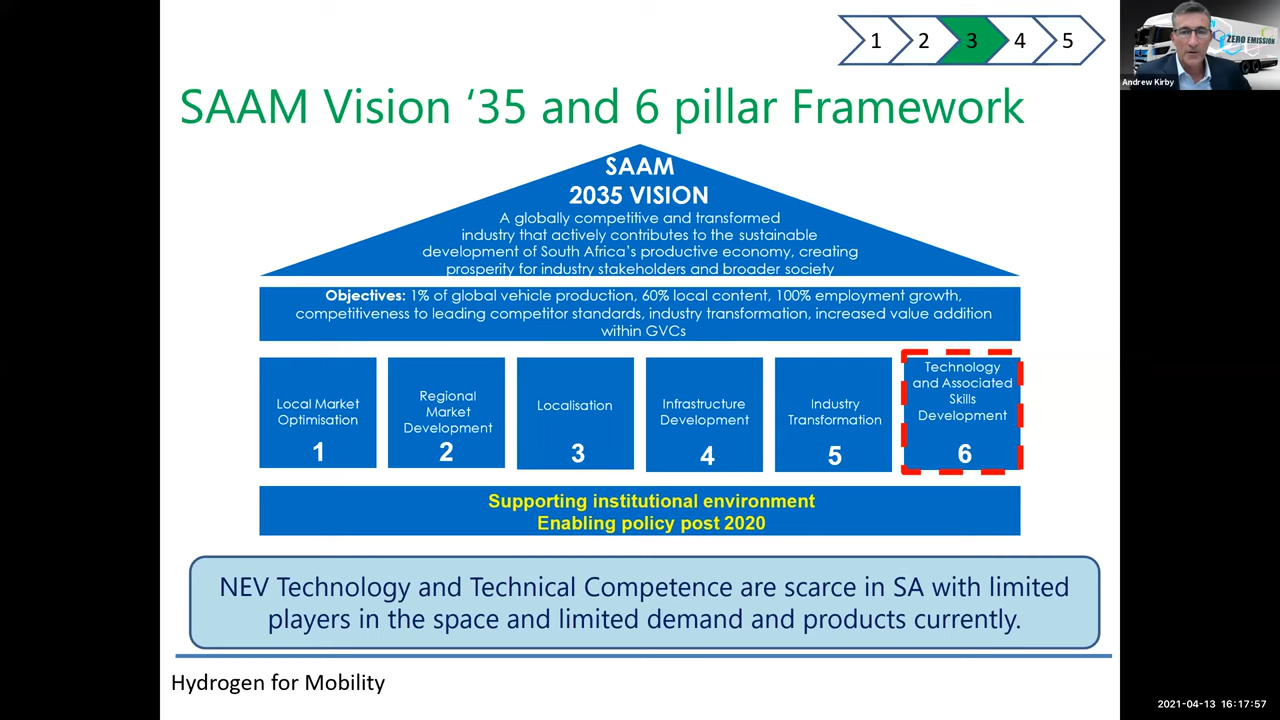 1 2 3 4 5
ZERO EMISSION
Andrew Kirby
SAAM Vision ‘35 and 6 pillar Framework
SAAM
2035 VISION
A globally competitive and transformed
industry that actively contributes to the sustainable
development of South Africa’s productive economy, creating
prosperity for industry stakeholders and broader society
Objectives: 1% of global vehicle production, 60% local content, 100% employment growth,
competitiveness to leading competitor standards, industry transformation, increased value addition
within GVCs
Local Market
Optimisation
1
Regional
Market
Development
2
Localisation
3
Infrastructure
Development
4
Industry
Transformation
5
Technology
and Associated
Skills
Development
6
Supporting institutional environment
Enabling policy post 2020
NEV Technology and Technical Competence are scarce in SA with limited
players in the space and limited demand and products currently.
Hydrogen for Mobility
2021-04-13 16:17:57